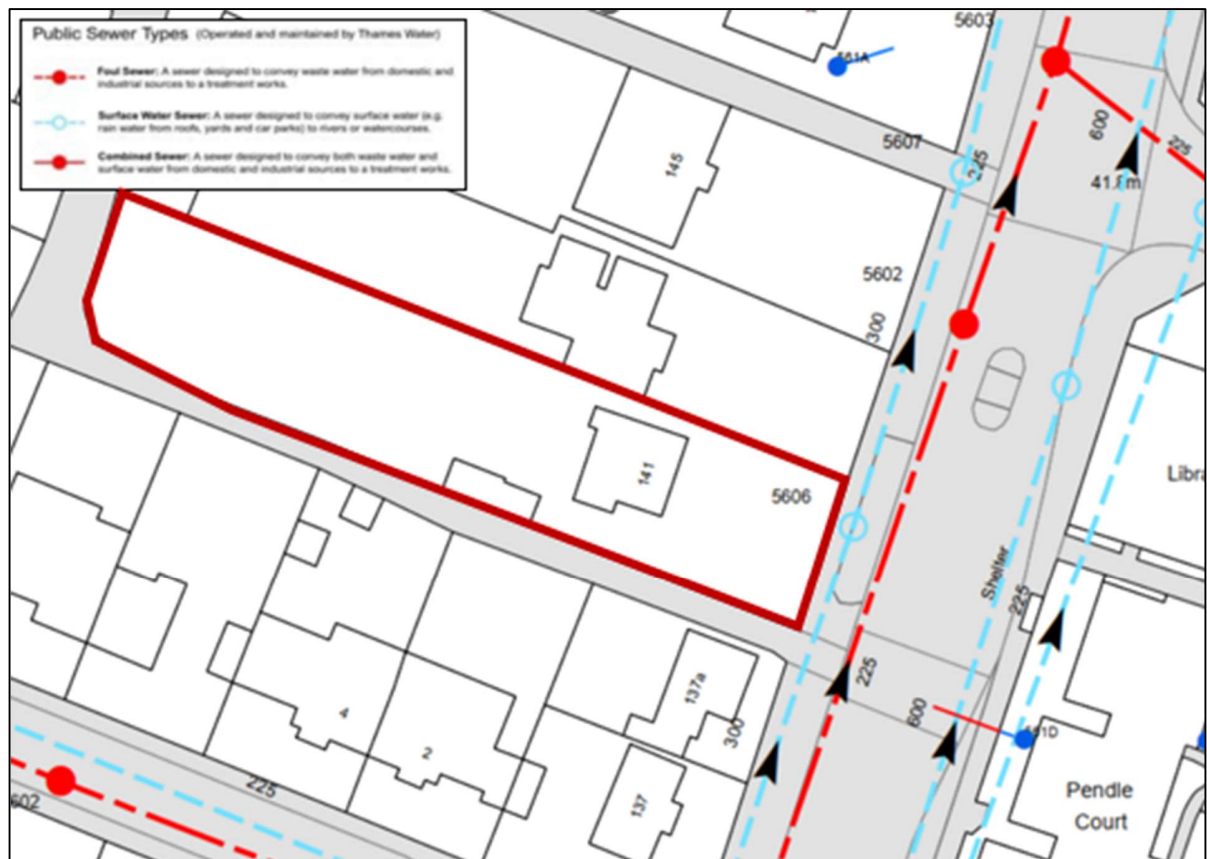 Public Sewer Types (Operated and maintained by Thames Water)
Foul Sewer: A sewer designed to convey waste water from domestic and
industrial sources to a treatment works.
Surface Water Sewer: A sewer designed to convey surface water (e.g.
rain water from roofs, yards and car parks) to rivers or watercourses.
Combined Sewer: A sewer designed to convey both waste water and
surface water from domestic and industrial sources to a treatment works.
5603
561A
5607
600
225
225
145
5602
300
Libra
141
5606
Shelter
225
225
137a
600
300
4
2
225
137
Pendle
Court